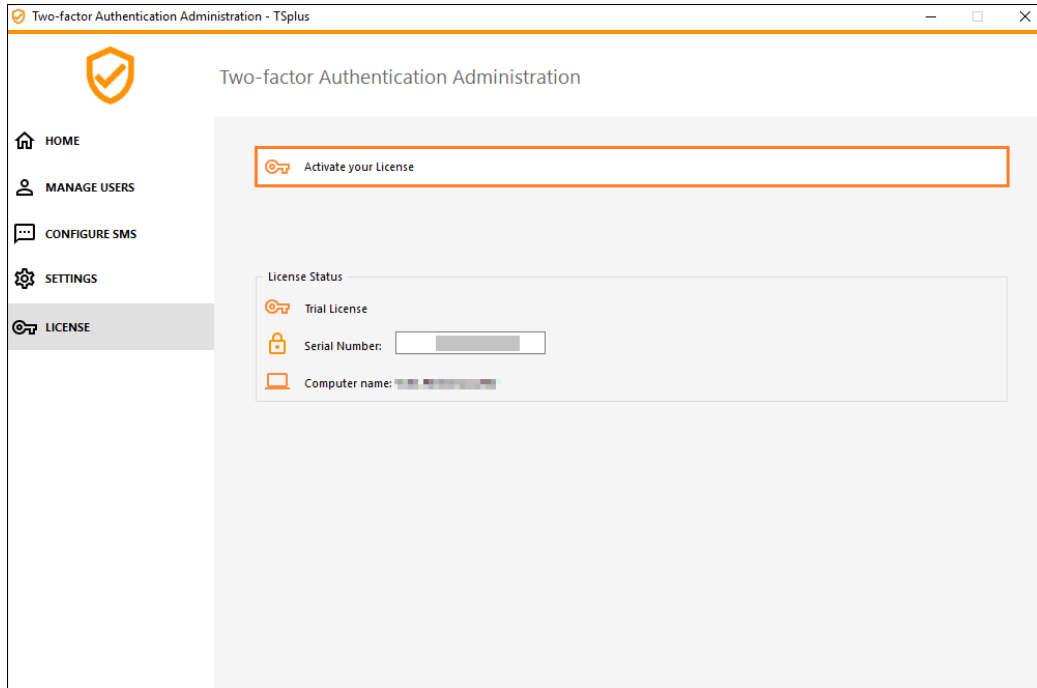 Two-factor Authentication Administration - TSplus
Two-factor Authentication Administration
HOME
MANAGE USERS
CONFIGURE SMS
SETTINGS
LICENSE
Activate your License
License Status
Trial License
Serial Number:
Computer name: